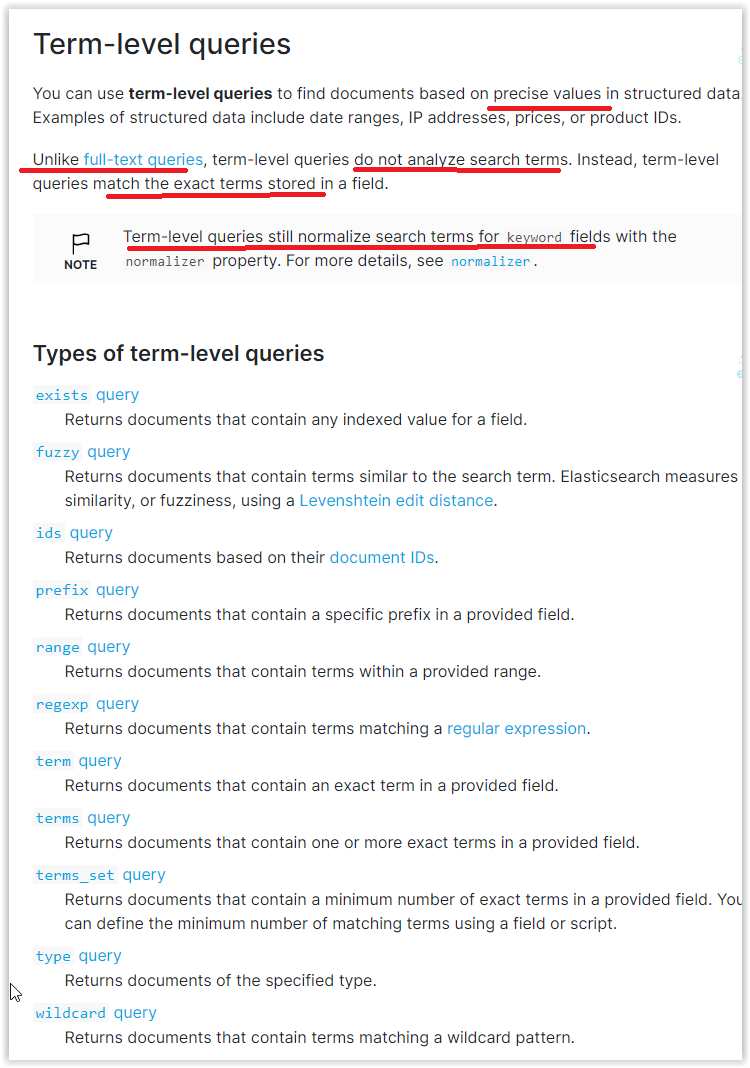 Term-level queries
You can use term-level queries to find documents based on precise values in structured data.
Examples of structured data include date ranges, IP addresses, prices, or product IDs.
Unlike full-text queries, term-level queries do not analyze search terms. Instead, term-level
queries match the exact terms stored in a field.
Term-level queries still normalize search terms for keyword fields with the
NOTE
normalizer property. For more details, see normalizer.
Types of term-level queries
exists query
Returns documents that contain any indexed value for a field.
fuzzy query
Returns documents that contain terms similar to the search term. Elasticsearch measures
similarity, or fuzziness, using a Levenshtein edit distance.
ids query
Returns documents based on their document IDs.
prefix query
Returns documents that contain a specific prefix in a provided field.
range query
Returns documents that contain terms within a provided range.
regexp query
Returns documents that contain terms matching a regular expression.
term query
Returns documents that contain an exact term in a provided field.
terms query
Returns documents that contain one or more exact terms in a provided field.
terms_set query
Returns documents that contain a minimum number of exact terms in a provided field. You
can define the minimum number of matching terms using a field or script.
type query
Returns documents of the specified type.
wildcard query
Returns documents that contain terms matching a wildcard pattern.